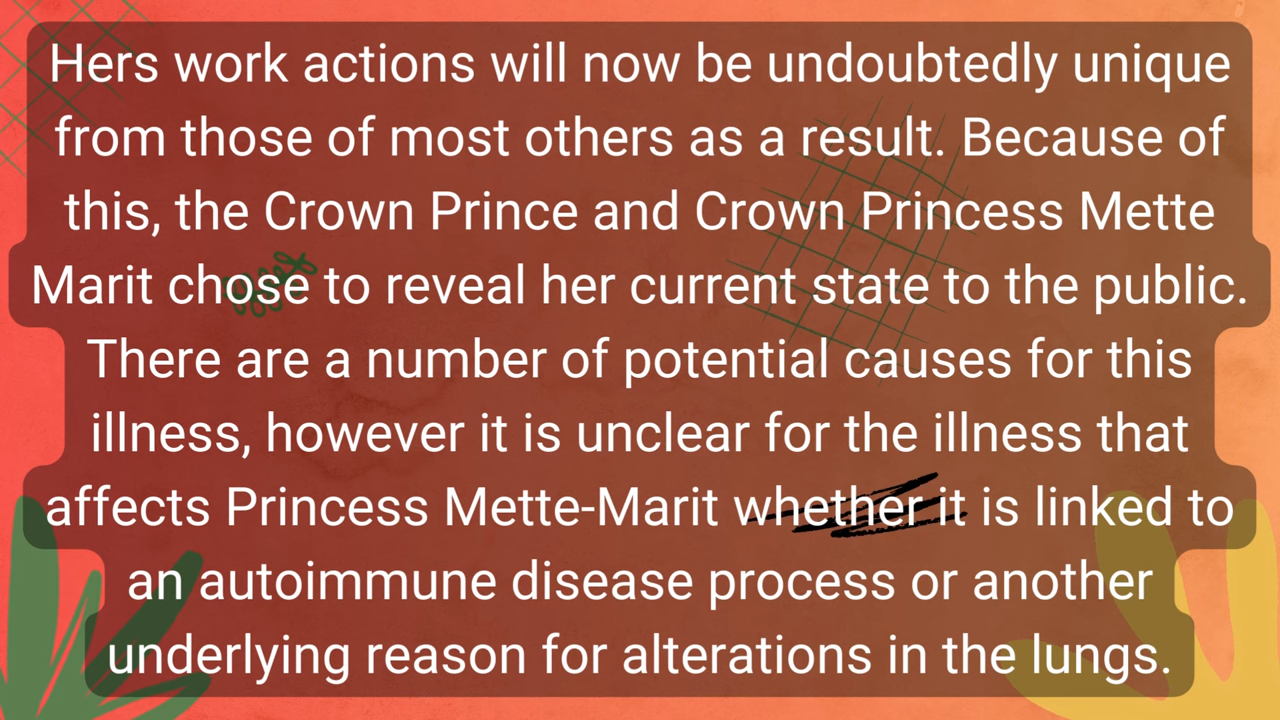 Hers work actions will now be undoubtedly unique
from those of most others as a result. Because of
this, the Crown Prince and Crown Princess Mette
Marit chose to reveal her current state to the public.
There are a number of potential causes for this
illness, however it is unclear for the illness that
affects Princess Mette-Marit whether it is linked to
an autoimmune disease process or another
underlying reason for alterations in the lungs.